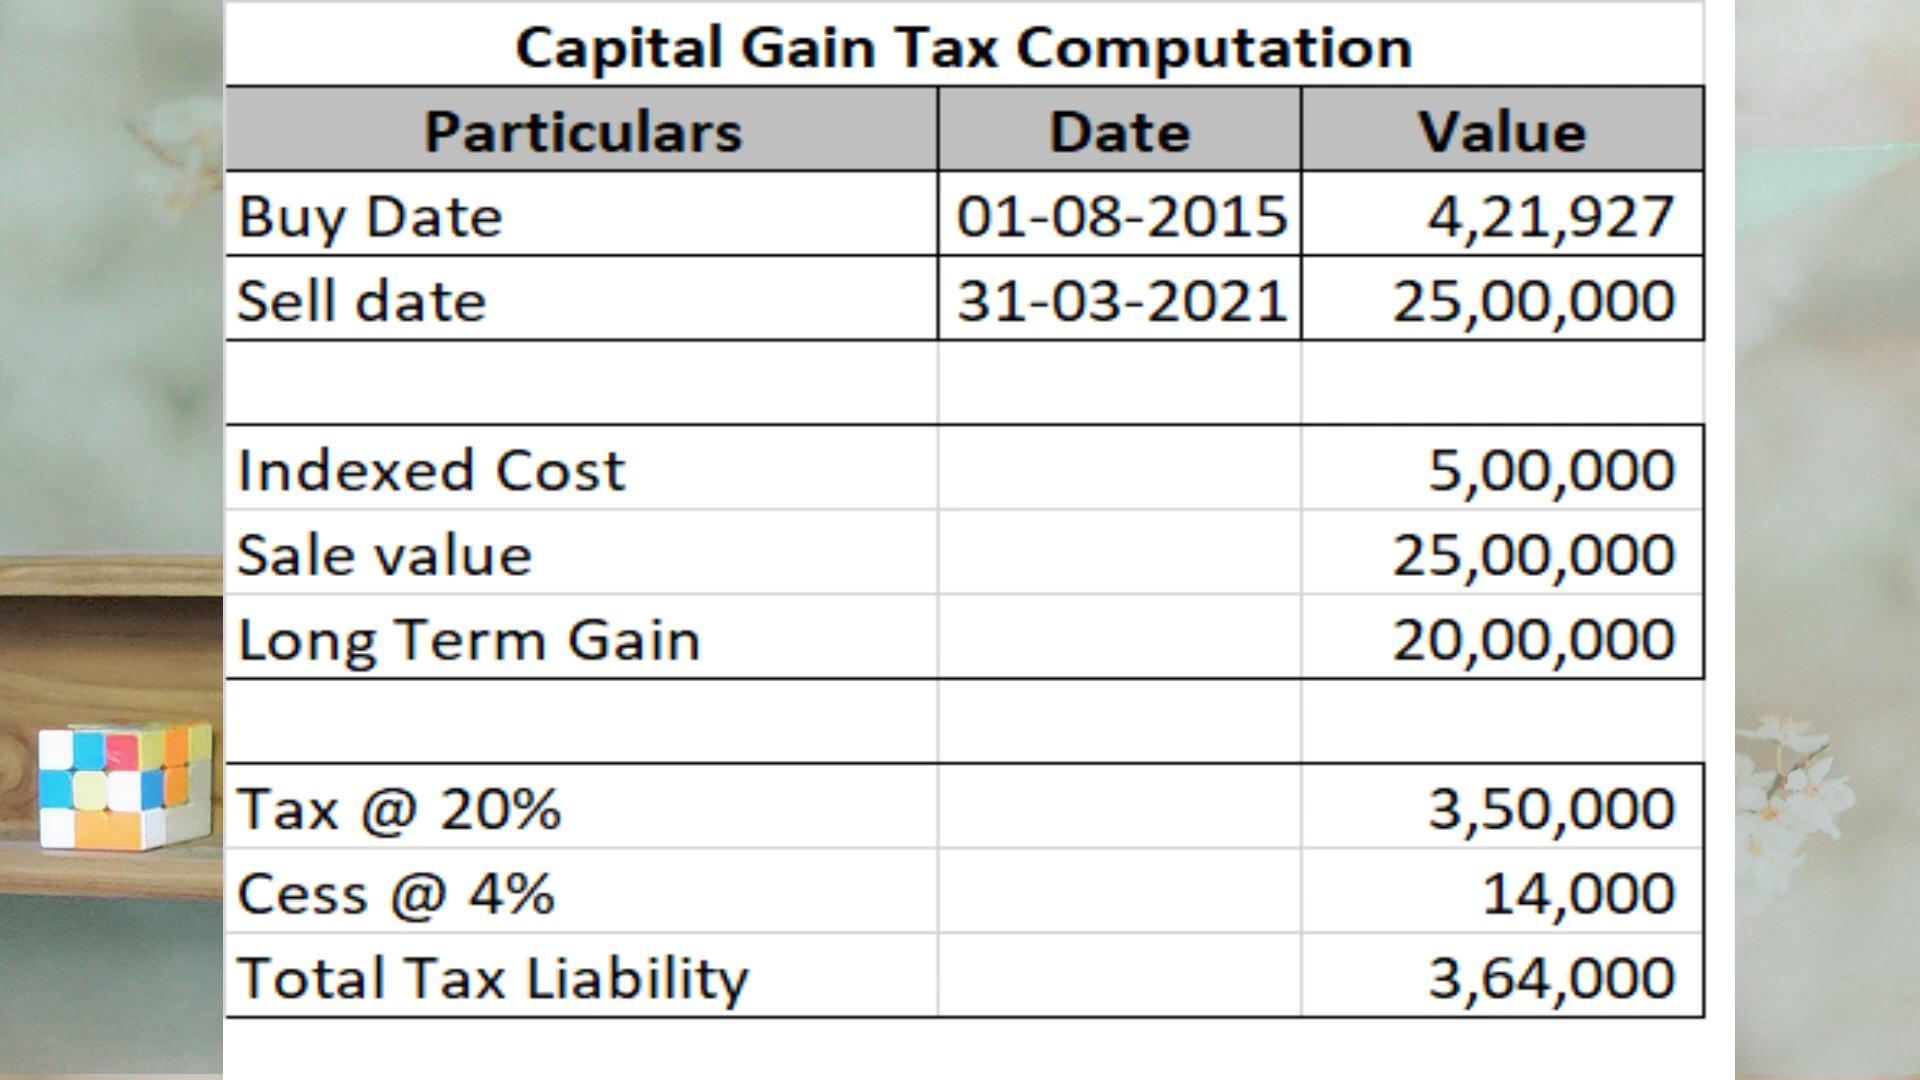 Capital Gain Tax Computation
Particulars Date Value
Buy Date 01-08-2015 4,21,927
Sell date 31-03-2021 25,00,000
Indexed Cost 5,00,000
Sale value 25,00,000
Long Term Gain 20,00,000
Tax @ 20% 3,50,000
Cess @ 4% 14,000
Total Tax Liability 3,64,000